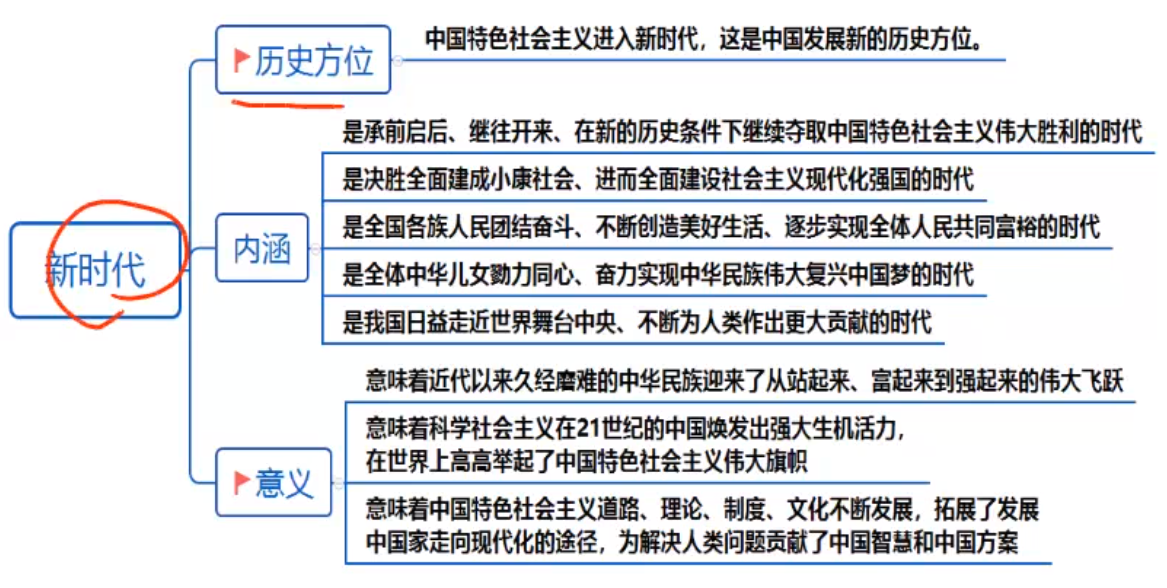 历史方位
中国特色社会主义进入新时代，这是中国发展新的历史方位。
新时代
内涵
是承前启后、继往开来、在新的历史条件下继续夺取中国特色社会主义伟大胜利的时代
是决胜全面建成小康社会、进而全面建设社会主义现代化强国的时代
是全国各族人民团结奋斗、不断创造美好生活、逐步实现全体人民共同富裕的时代
是全体中华儿女勠力同心、奋力实现中华民族伟大复兴中国梦的时代
是我国日益走近世界舞台中央、不断为人类作出更大贡献的时代
意义
意味着近代以来久经磨难的中华民族迎来了从站起来、富起来到强起来的伟大飞跃
意味着科学社会主义在21世纪的中国焕发出强大生机活力，
在世界上高高举起了中国特色社会主义伟大旗帜
意味着中国特色社会主义道路、理论、制度、文化不断发展，拓展了发展
中国家走向现代化的途径，为解决人类问题贡献了中国智慧和中国方案